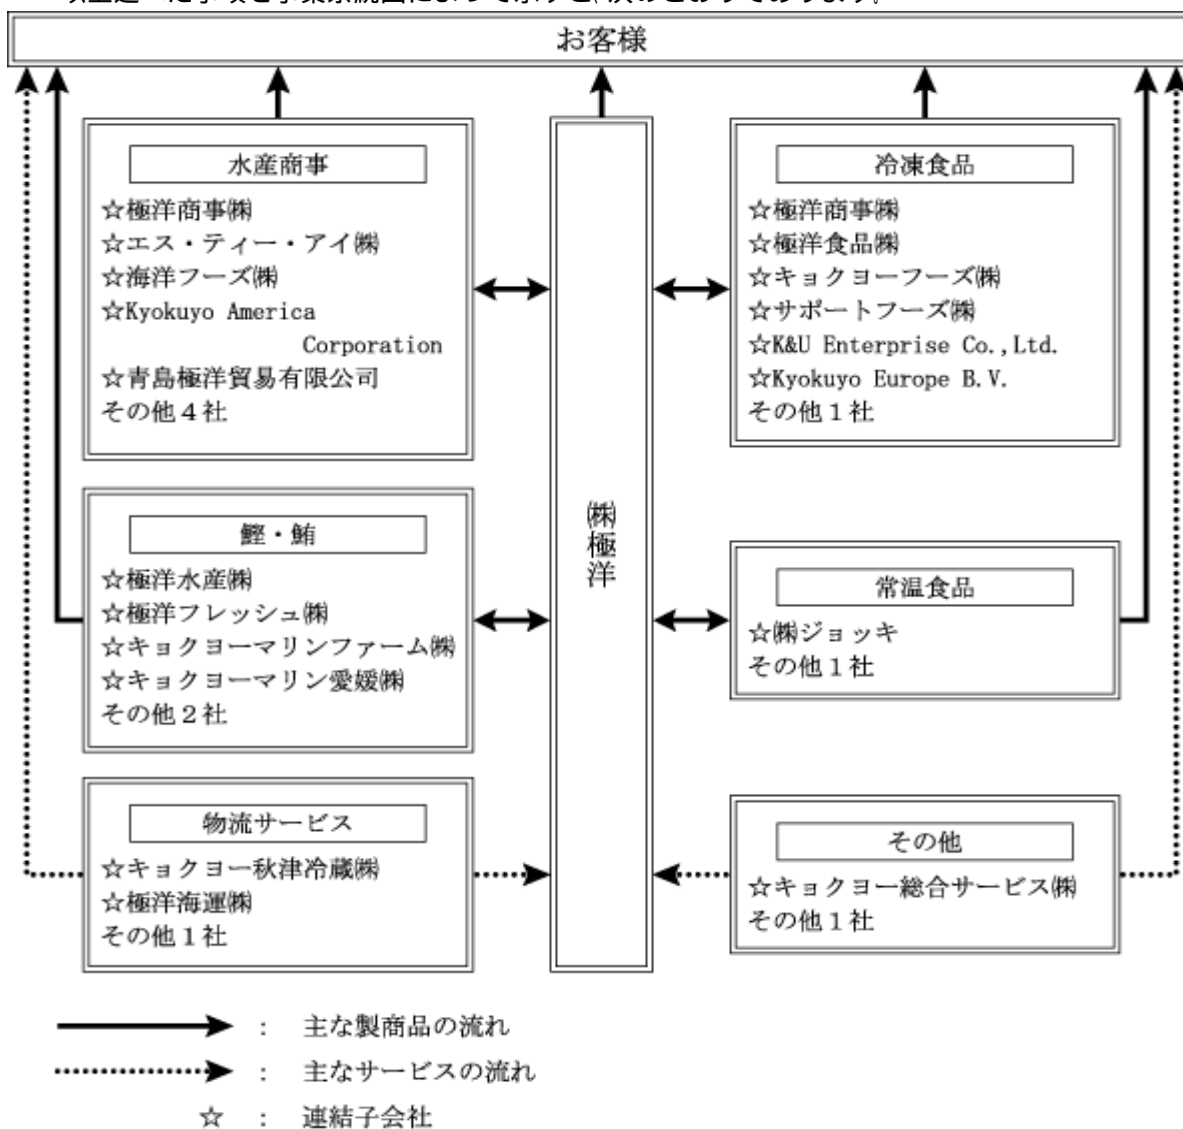 お客様
水産商事
☆極洋商事㈱
☆エス・ティー・アイ㈱
☆海洋フーズ㈱
☆Kyokuyo America
Corporation
☆青島極洋貿易有限公司
その他４社
鰹・鮪
☆極洋水産㈱
☆極洋フレッシュ㈱
☆キョクヨーマリンファーム㈱
☆キョクヨーマリン愛媛㈱
その他２社
物流サービス
☆キョクヨー秋津冷蔵㈱
☆極洋海運㈱
その他１社
㈱極洋
冷凍食品
☆極洋商事㈱
☆極洋食品㈱
☆キョクヨーフーズ㈱
☆サポートフーズ㈱
☆K&U Enterprise Co.,Ltd.
☆Kyokuyo Europe B.V.
その他１社
常温食品
☆㈱ジョッキ
その他１社
その他
☆キョクヨー総合サービス㈱
その他１社
： 主な製商品の流れ
： 主なサービスの流れ
☆ ： 連結子会社